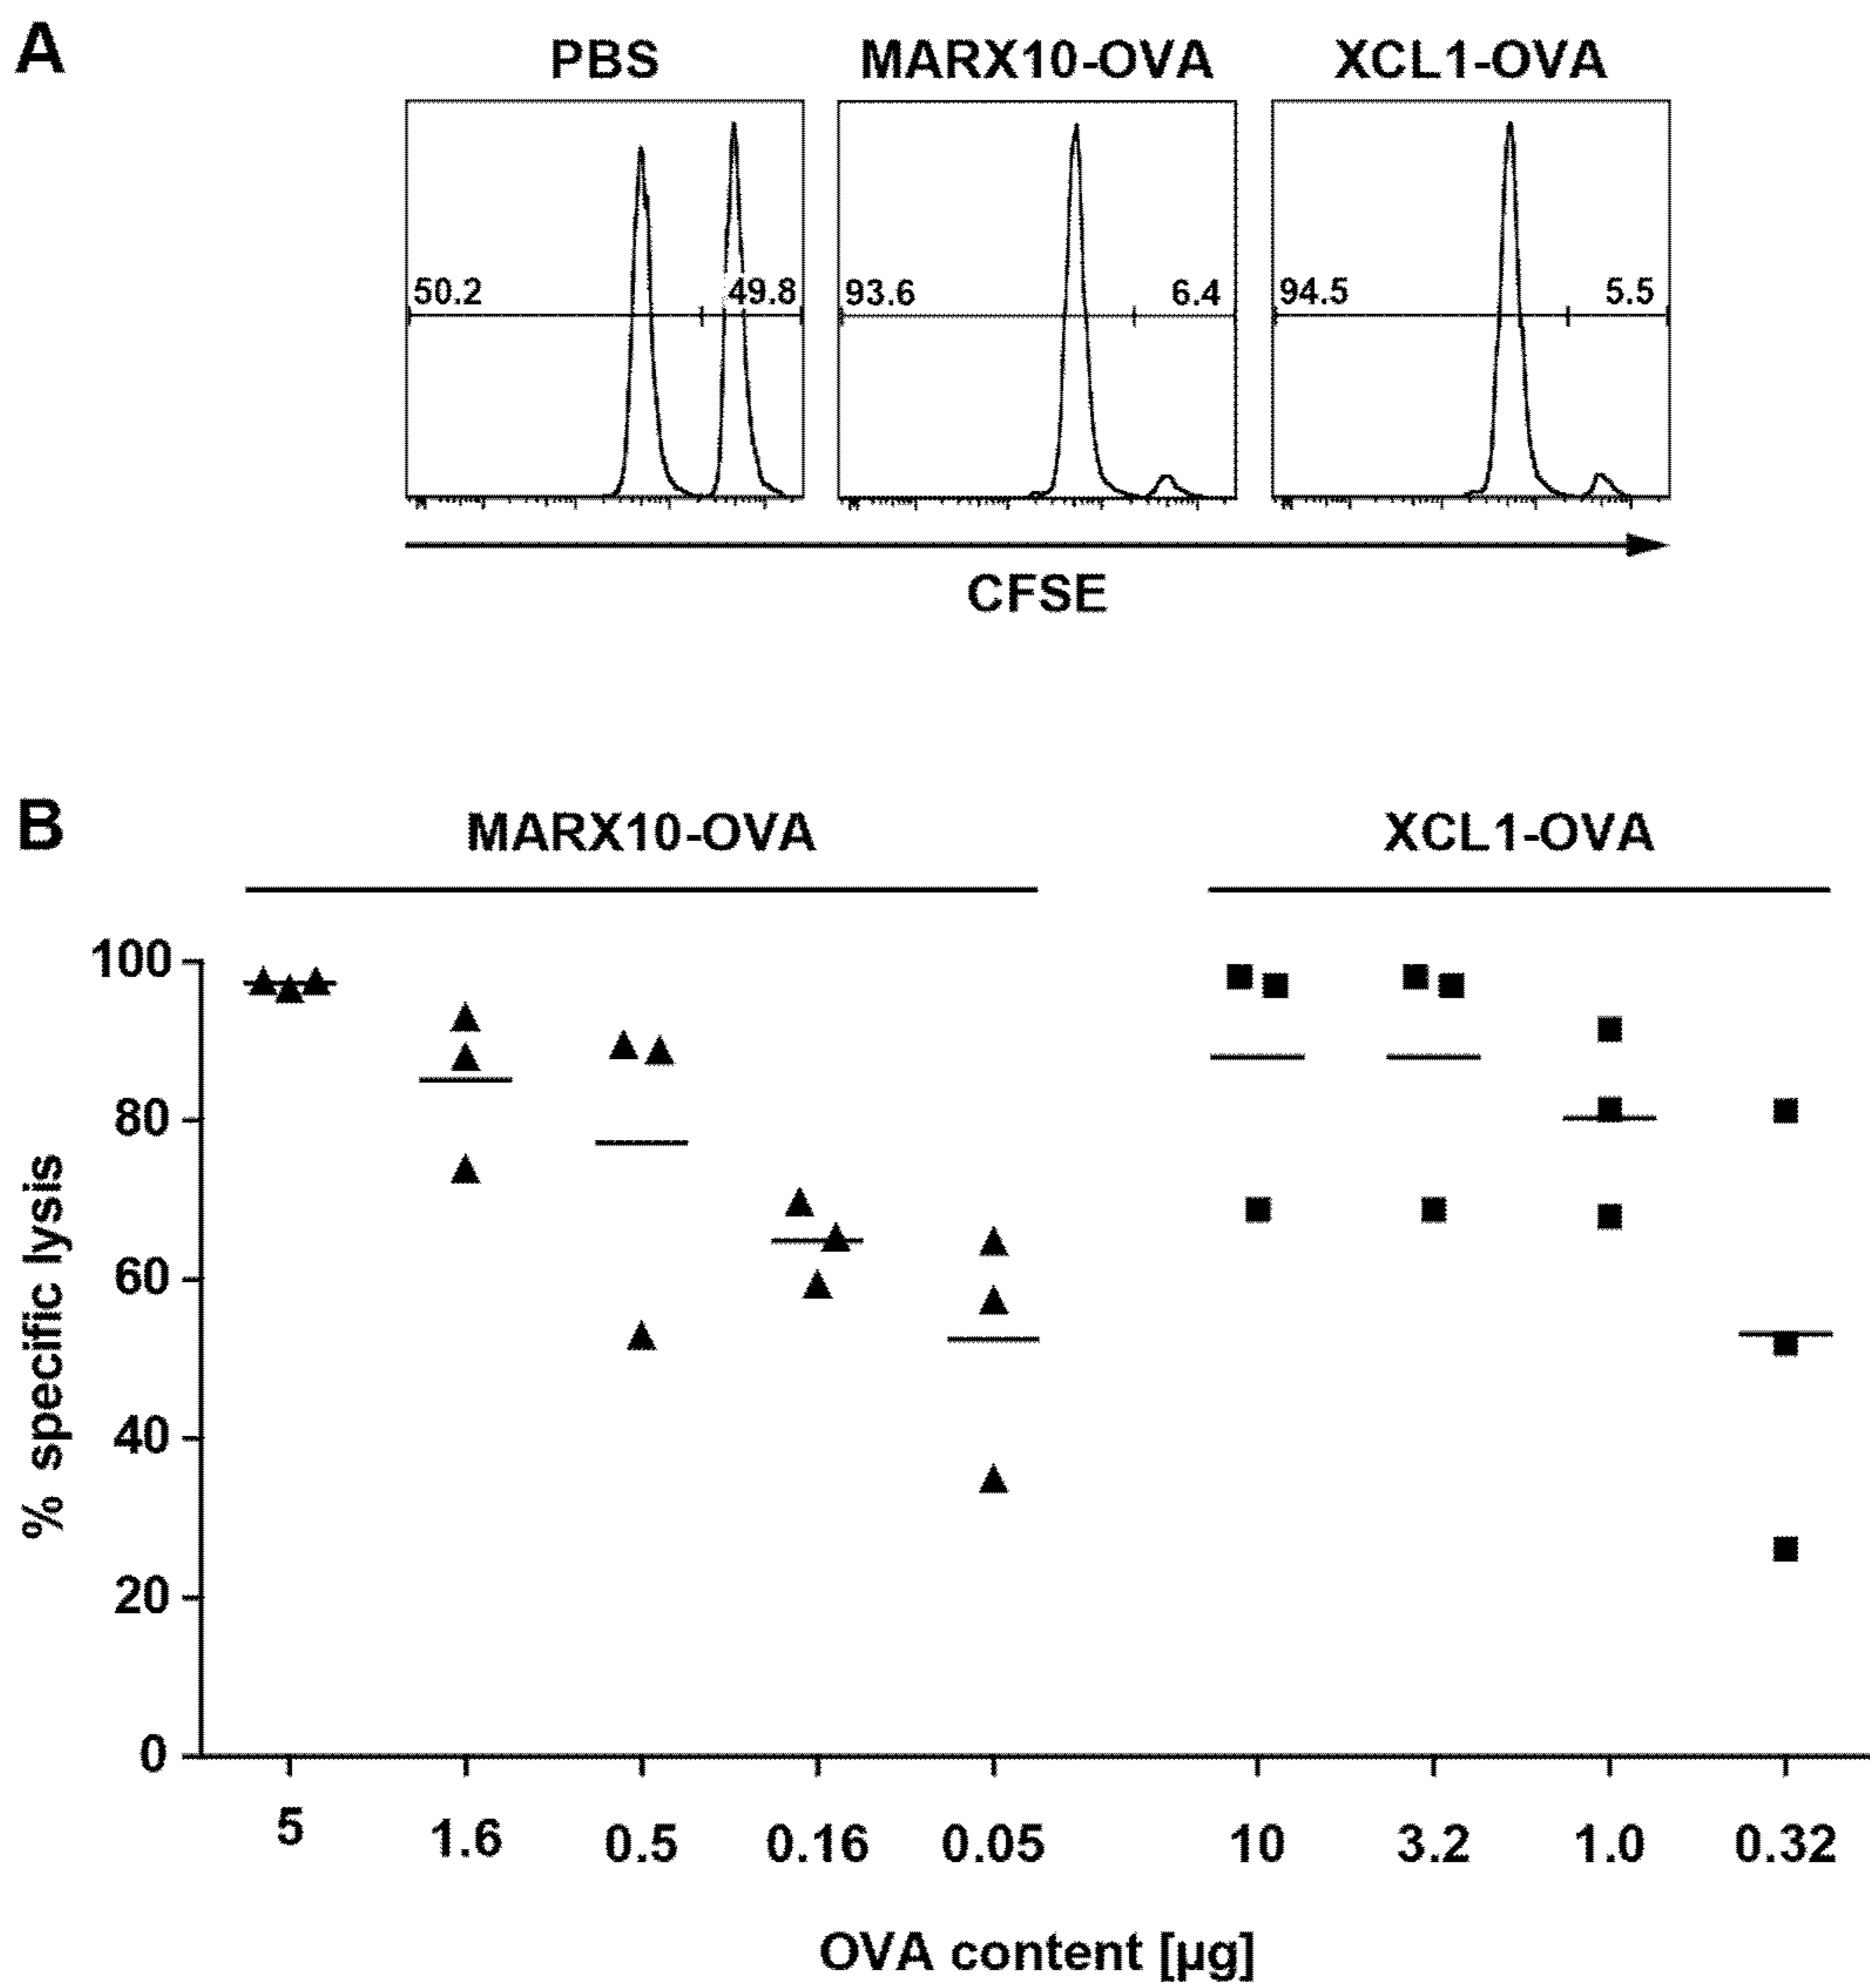 A
PBS MARX10-OVA XCL1-OVA
50.2 49.8 93.6 6.4 94.5 5.5
CFSE
B
MARX10-OVA XCL1-OVA
100
80
60
40
20
0
% specific lysis
5 1.6 0.5 0.16 0.05 10 3.2 1.0 0.32
OVA content [µg]